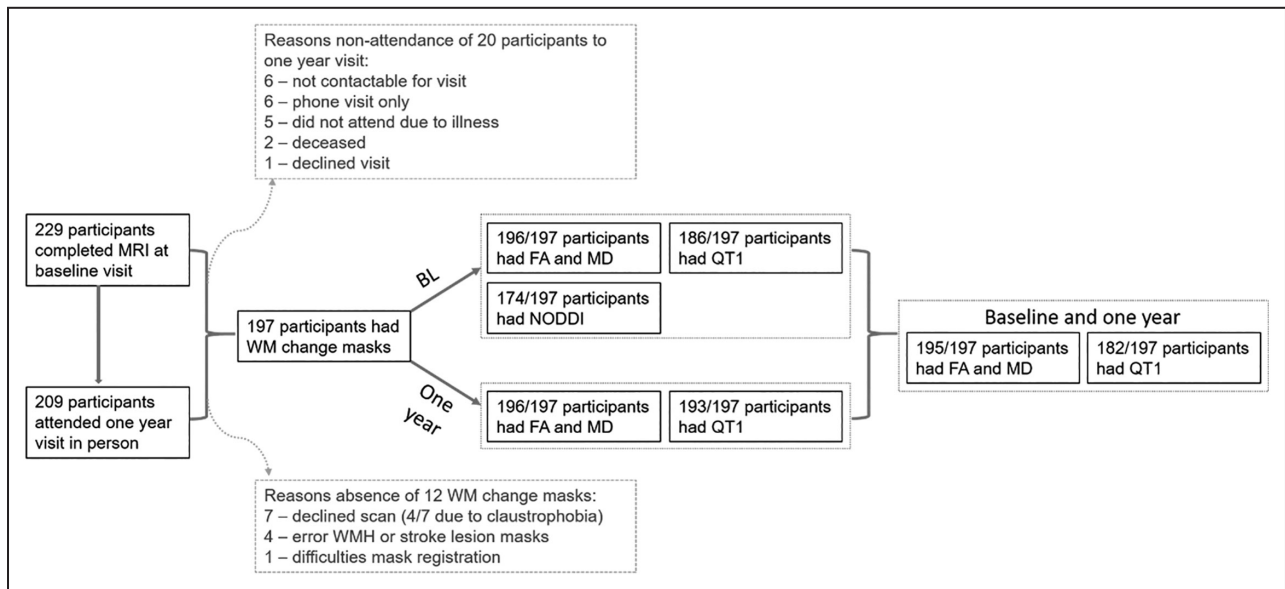 Reasons non-attendance of 20 participants to
one year visit:
6 – not contactable for visit
6 – phone visit only
5 – did not attend due to illness
2 – deceased
1 – declined visit
229 participants
completed MRI at
baseline visit
209 participants
attended one year
visit in person
197 participants had
WM change masks
BL
One
year
196/197 participants
had FA and MD
186/197 participants
had QT1
174/197 participants
had NODDI
196/197 participants
had FA and MD
193/197 participants
had QT1
Baseline and one year
195/197 participants
had FA and MD
182/197 participants
had QT1
Reasons absence of 12 WM change masks:
7 – declined scan (4/7 due to claustrophobia)
4 – error WMH or stroke lesion masks
1 – difficulties mask registration